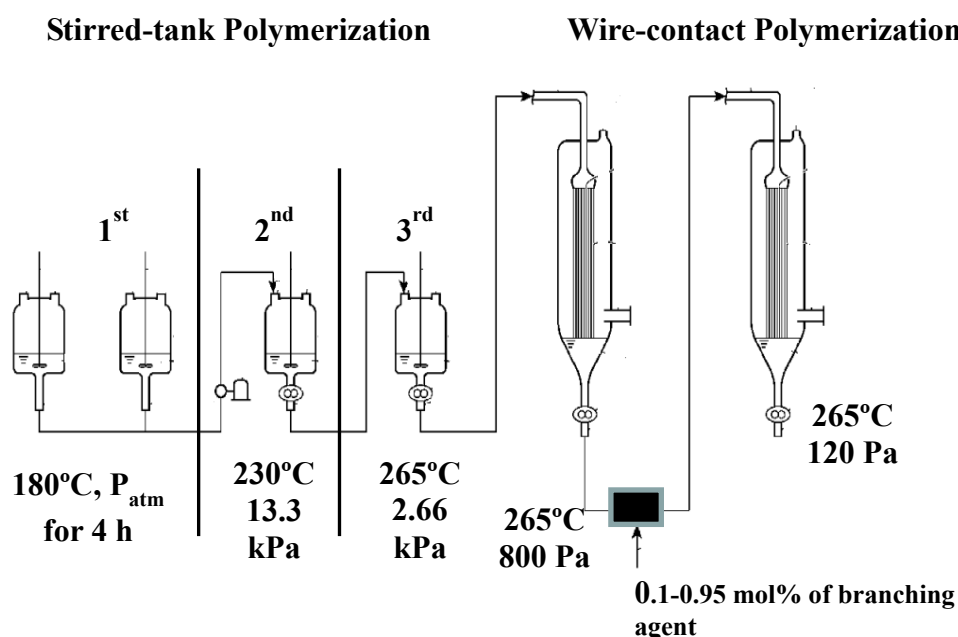 Stirred-tank Polymerization
Wire-contact Polymerization
1st
2nd
3rd
180ºC, Patm
for 4 h
230ºC
13.3
kPa
265ºC
2.66
kPa
265ºC
800 Pa
265ºC
120 Pa
0.1-0.95 mol% of branching
agent